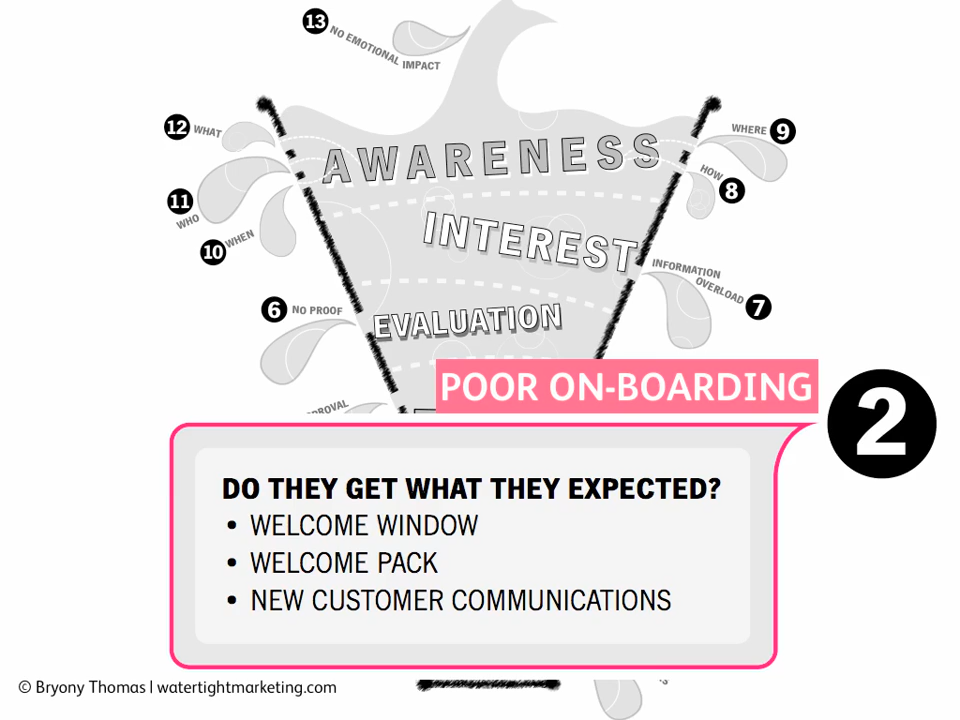 13
NO EMOTIONAL IMPACT
12 WHAT
WHERE 9
AWARENESS
HOW
8
11
WHO
10 WHEN
INTEREST
INFORMATION
OVERLOAD
7
6 NO PROOF
EVALUATION
POOR ON-BOARDING
2
DO THEY GET WHAT THEY EXPECTED?
• WELCOME WINDOW
• WELCOME PACK
• NEW CUSTOMER COMMUNICATIONS
© Bryony Thomas | watertightmarketing.com